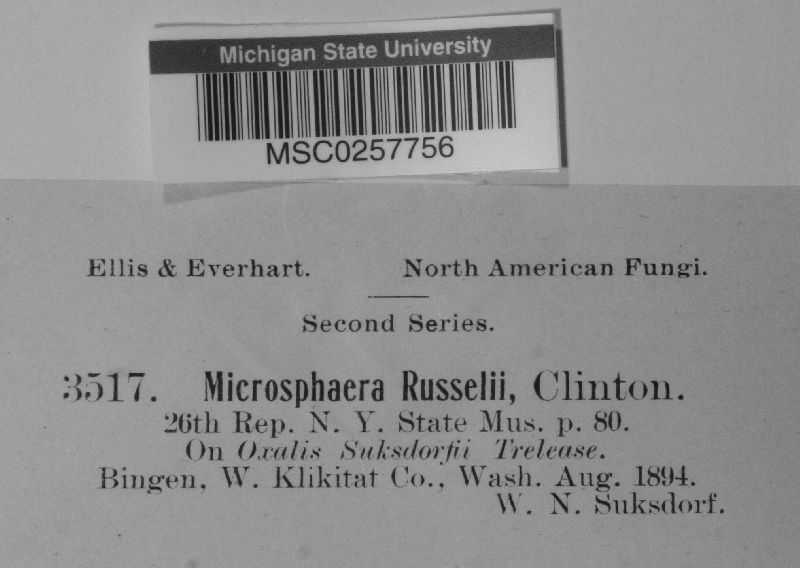 Michigan State University
MSC0257756
Ellis & Everhart. North American Fungi.
Second Series.
3517. Microsphaera Russelii, Clinton.
26th Rep. N. Y. State Mus. p. 80.
On Oxalis Suksdorfii Trelease.
Bingen, W. Klikitat Co., Wash. Aug. 1894.
W. N. Suksdorf.